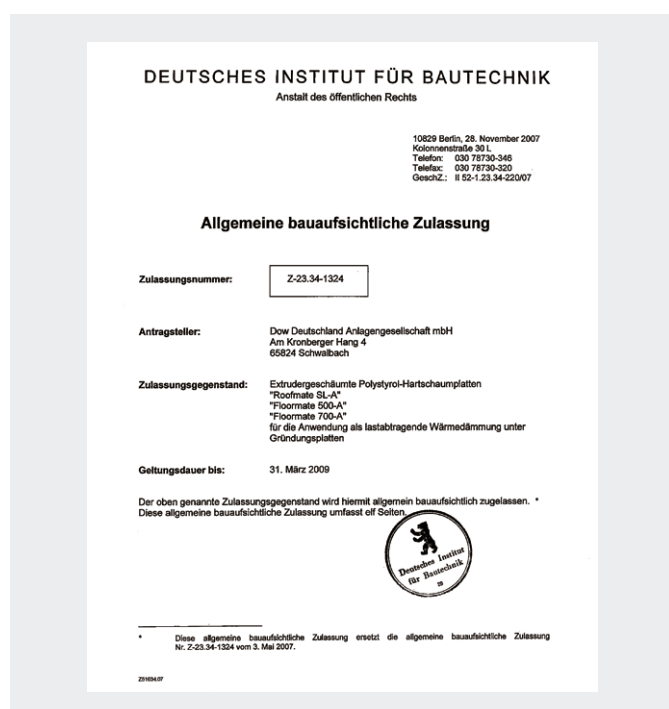 DEUTSCHES INSTITUT FÜR BAUTECHNIK
Anstalt des öffentlichen Rechts
10829 Berlin, 28. November 2007
Kolonnenstraße 30 L
Telefon: 030 78730-346
Telefax: 030 78730-320
GeschZ.: II 52-1.23.34-220/07
Allgemeine bauaufsichtliche Zulassung
Zulassungsnummer:
Z-23.34-1324
Antragsteller:
Dow Deutschland Anlagengesellschaft mbH
Am Kronberger Hang 4
65824 Schwalbach
Zulassungsgegenstand:
Extrudergeschäumte Polystyrol-Hartschaumplatten
"Roofmate SL-A"
"Floormate 500-A"
"Floormate 700-A"
für die Anwendung als lastabtragende Wärmedämmung unter
Gründungsplatten
Geltungsdauer bis:
31. März 2009
Der oben genannte Zulassungsgegenstand wird hiermit allgemein bauaufsichtlich zugelassen. *
Diese allgemeine bauaufsichtliche Zulassung umfasst elf Seiten.
Deutsches Institut
für Bautechnik
* Diese allgemeine bauaufsichtliche Zulassung ersetzt die allgemeine bauaufsichtliche Zulassung
Nr. Z-23.34-1324 vom 3. Mai 2007.